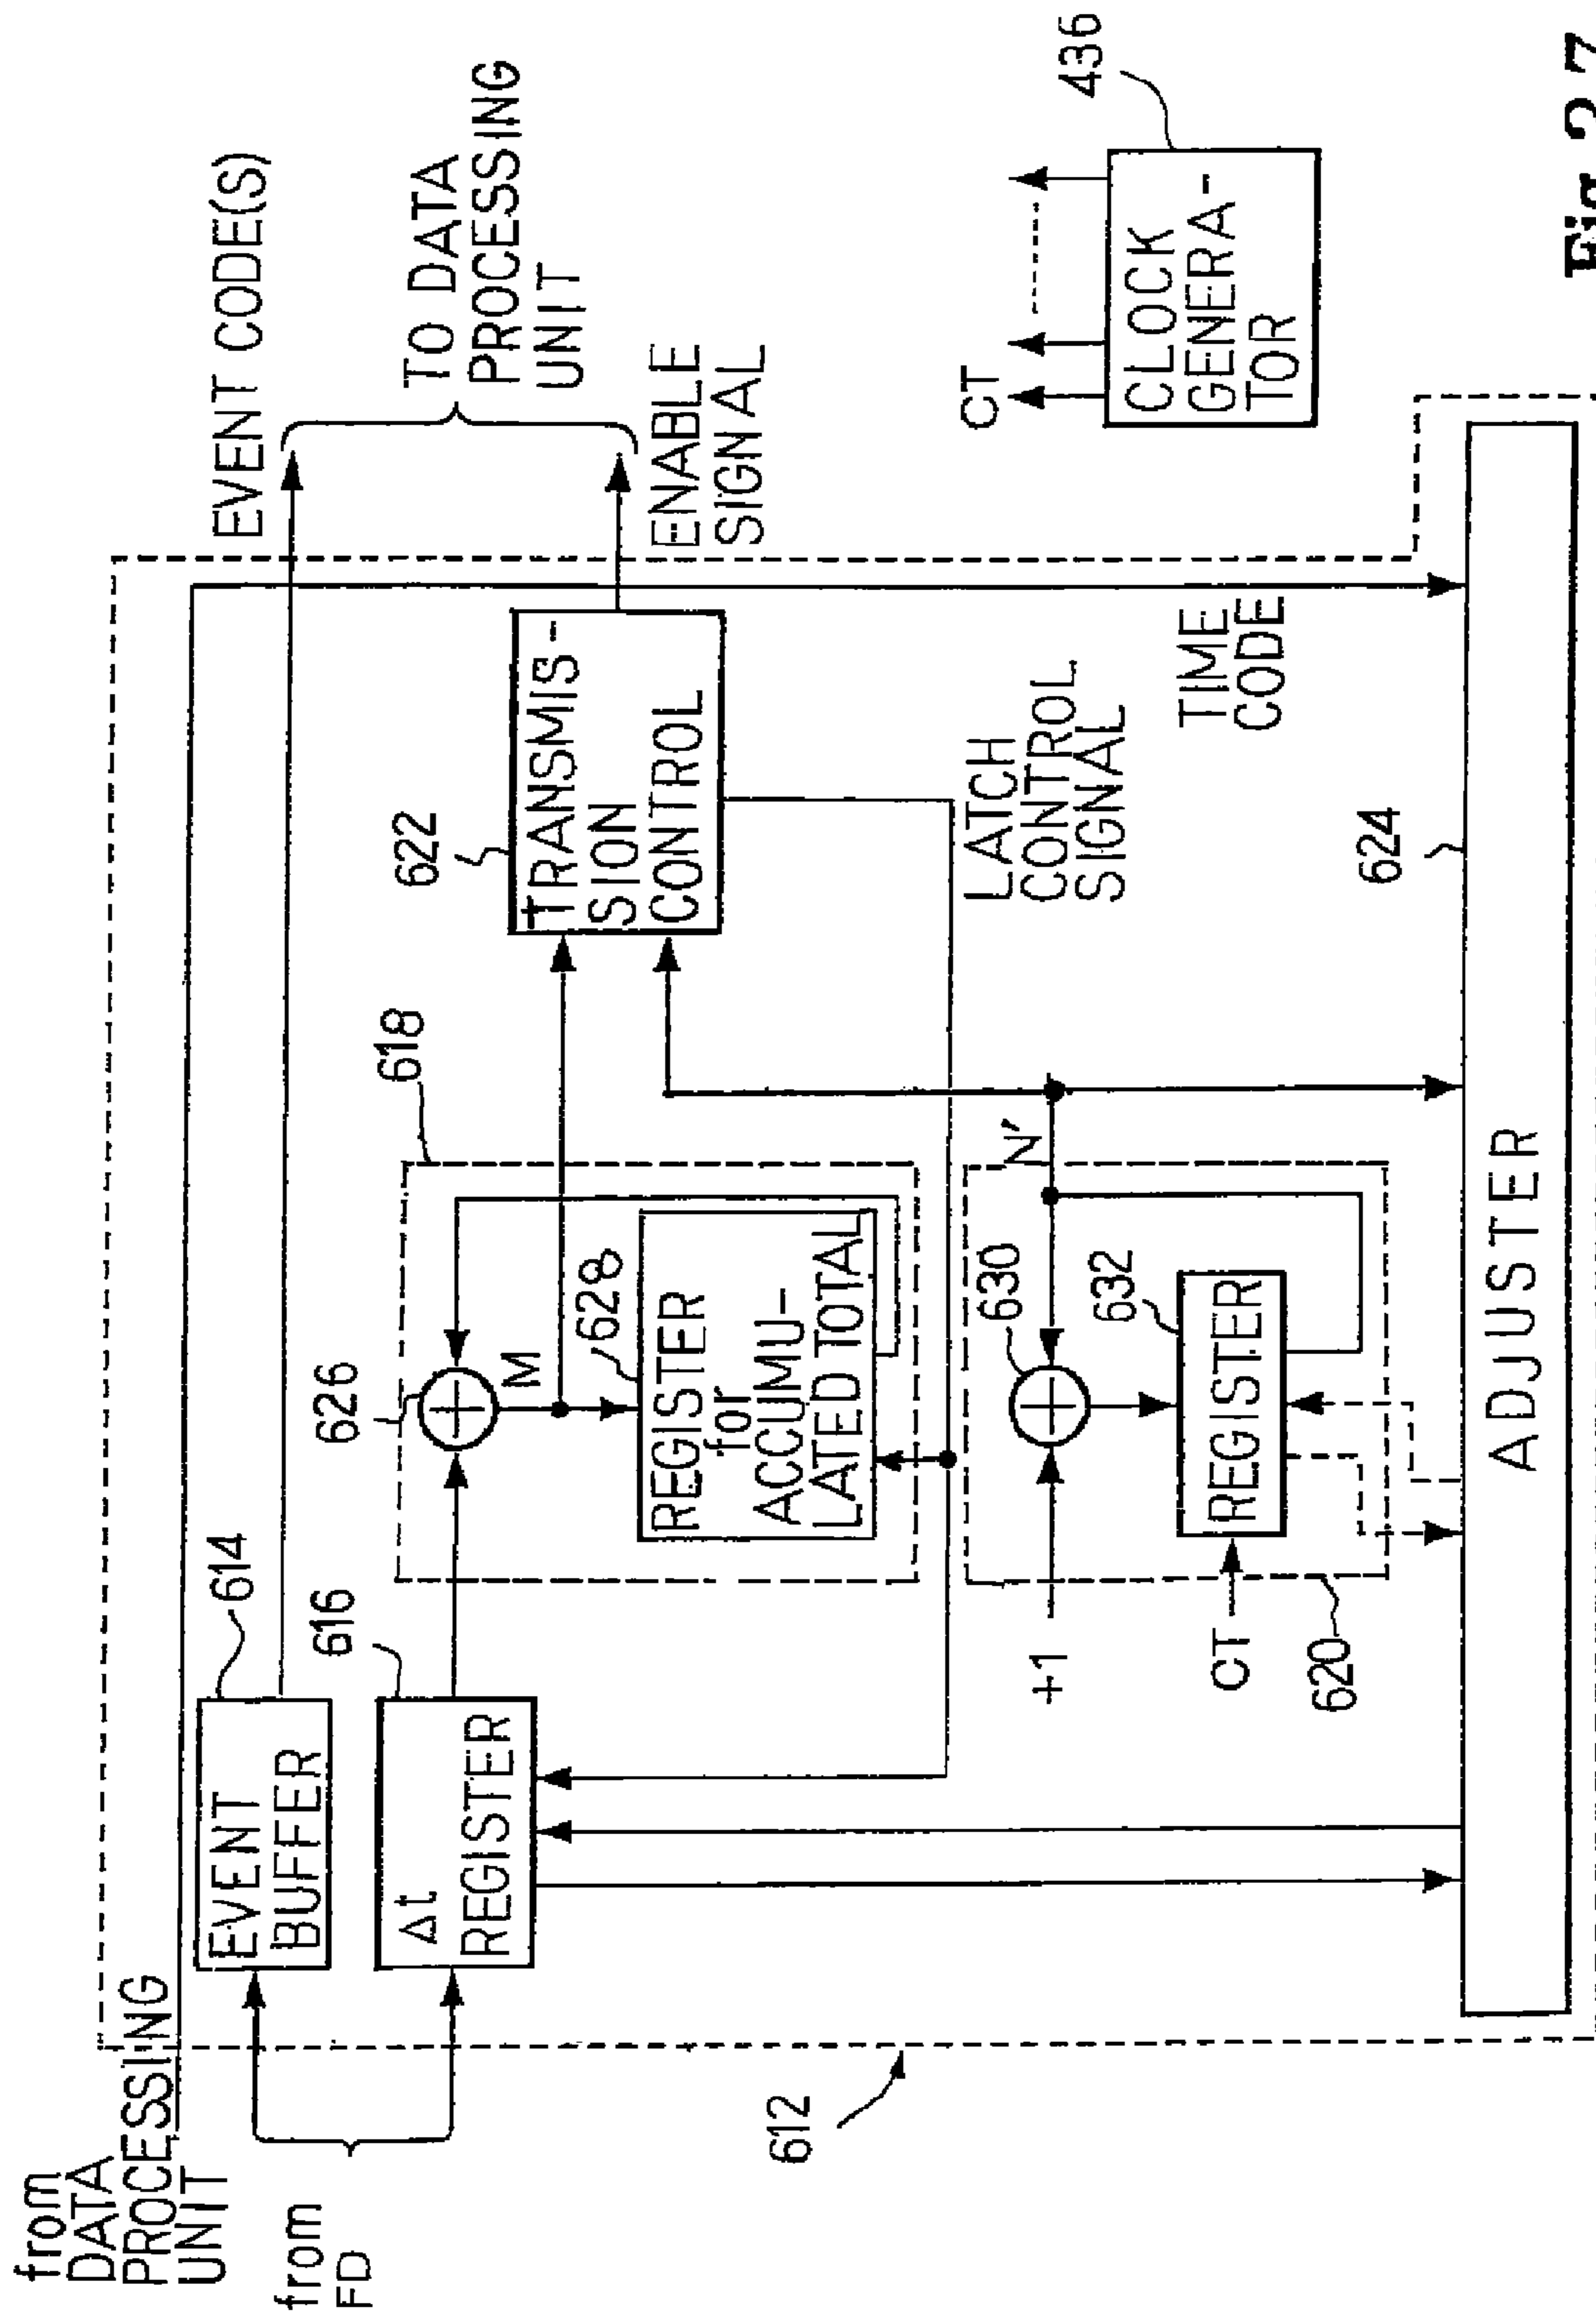 from
DATA
PROCESSING
UNIT
from
FD
612
EVENT
BUFFER
614
Δt
REGISTER
616
626
M
618
628
REGISTER
for
ACCUMU-
LATED TOTAL
+1
630
N'
632
REGISTER
CT
620
622
TRANSMIS-
SION
CONTROL
LATCH
CONTROL
SIGNAL
TIME
CODE
624
ADJUSTER
EVENT CODE(S)
TO DATA
PROCESSING
UNIT
ENABLE
SIGNAL
CT
CLOCK
GENERA-
TOR
436
Fig. 27